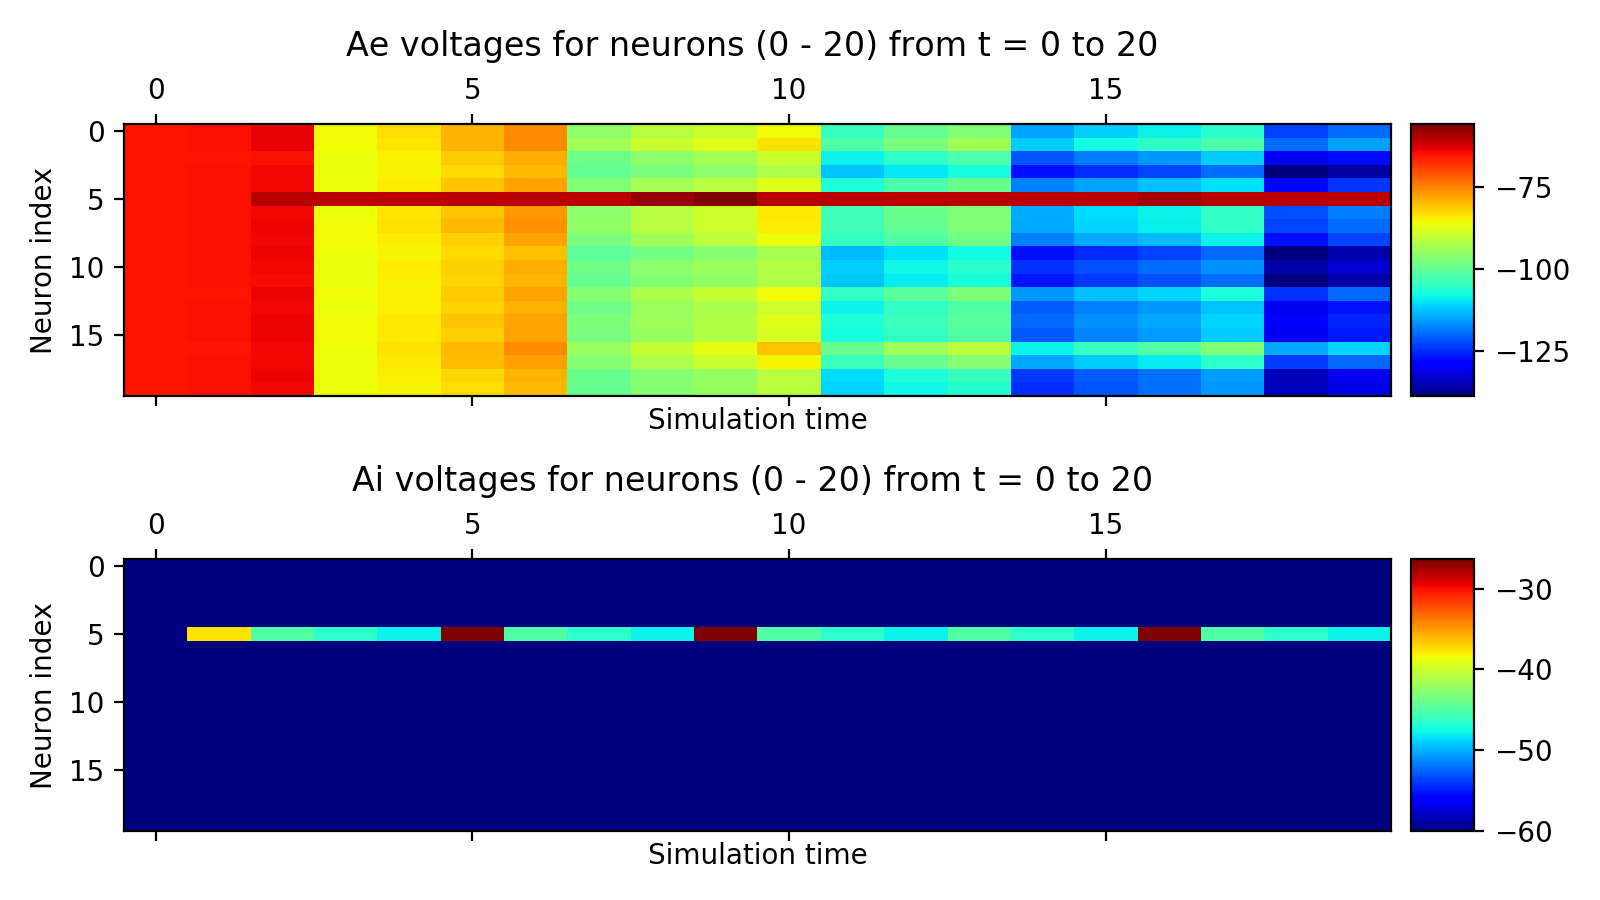 Ae voltages for neurons (0 - 20) from t = 0 to 20
0 5 10 15
Neuron index
0
5
10
15
−75
−100
−125
Simulation time
Ai voltages for neurons (0 - 20) from t = 0 to 20
0 5 10 15
Neuron index
0
5
10
15
−30
−40
−50
−60
Simulation time